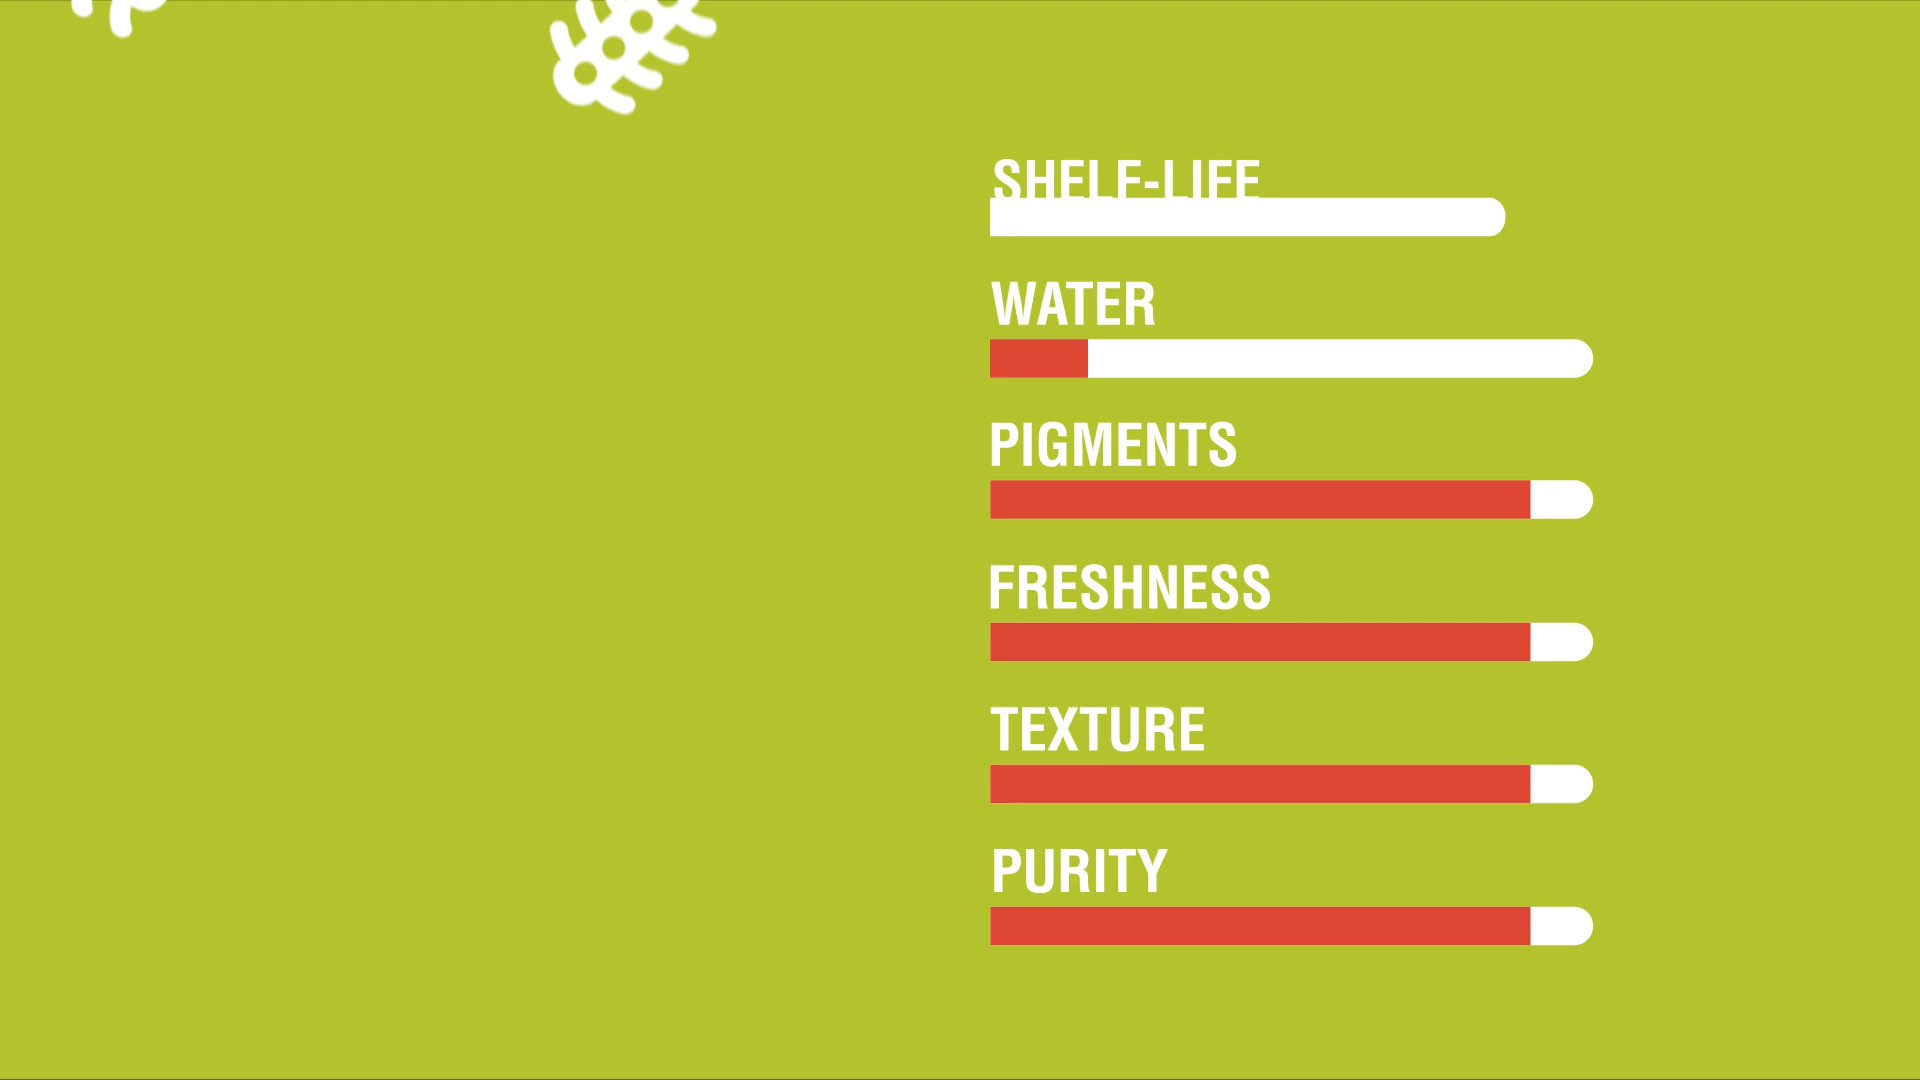 SHELF-LIFE
WATER
PIGMENTS
FRESHNESS
TEXTURE
PURITY